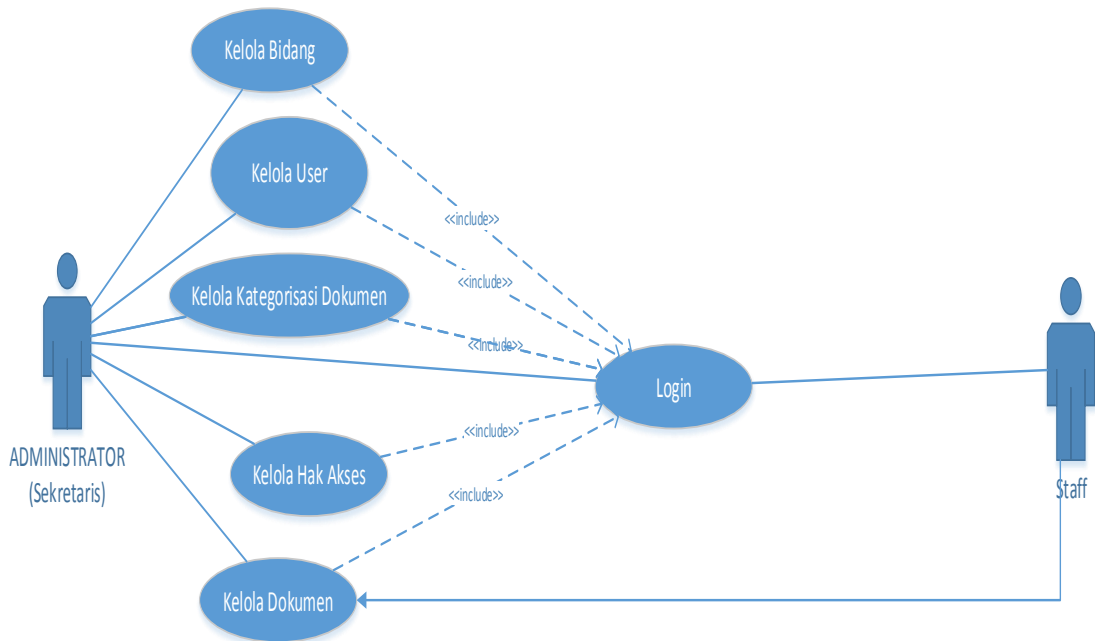 Kelola Bidang
Kelola User
<<include>>
<<include>>
Kelola Kategorisasi Dokumen
<<include>>
Login
ADMINISTRATOR
(Sekretaris)
<<include>>
Kelola Hak Akses
<<include>>
Staff
Kelola Dokumen